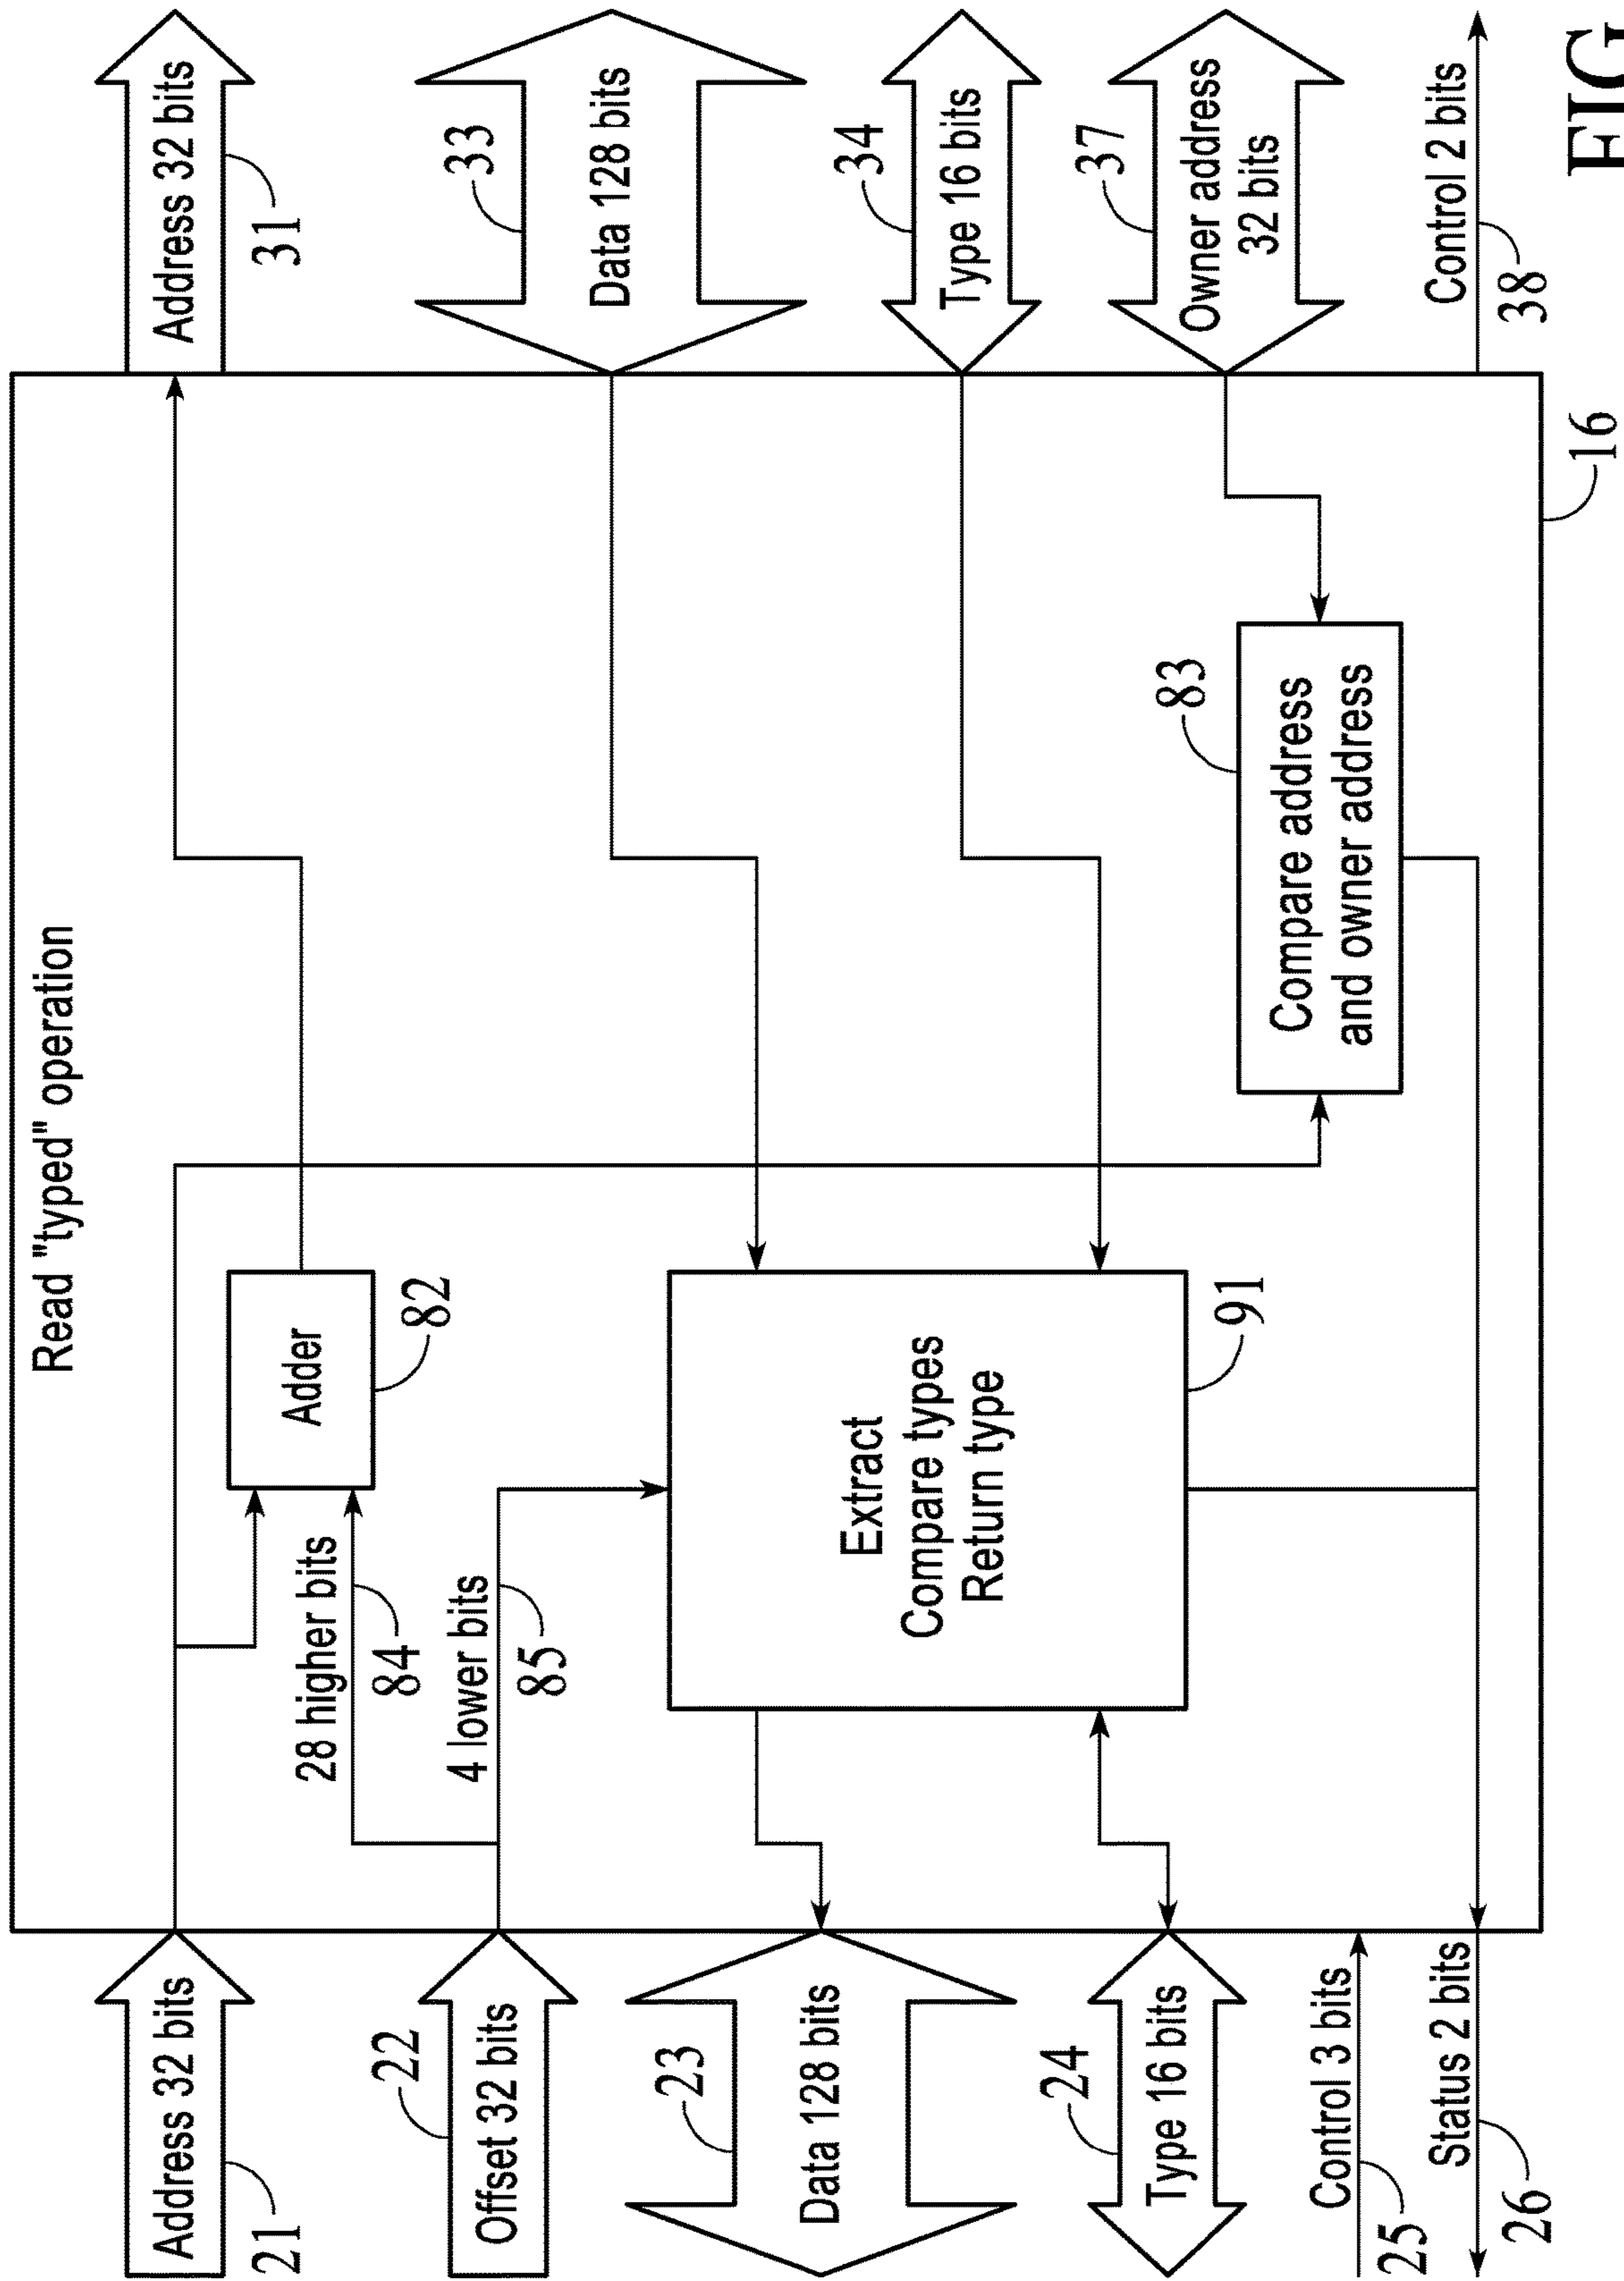 Read "typed" operation
Address 32 bits
21
Offset 32 bits
22
Data 128 bits
23
Type 16 bits
24
Control 3 bits
25
Status 2 bits
26
28 higher bits
84
4 lower bits
85
Adder
82
Extract
Compare types
Return type
91
Compare address
and owner address
83
Address 32 bits
31
Data 128 bits
33
Type 16 bits
34
Owner address
32 bits
37
Control 2 bits
38
16
FIG